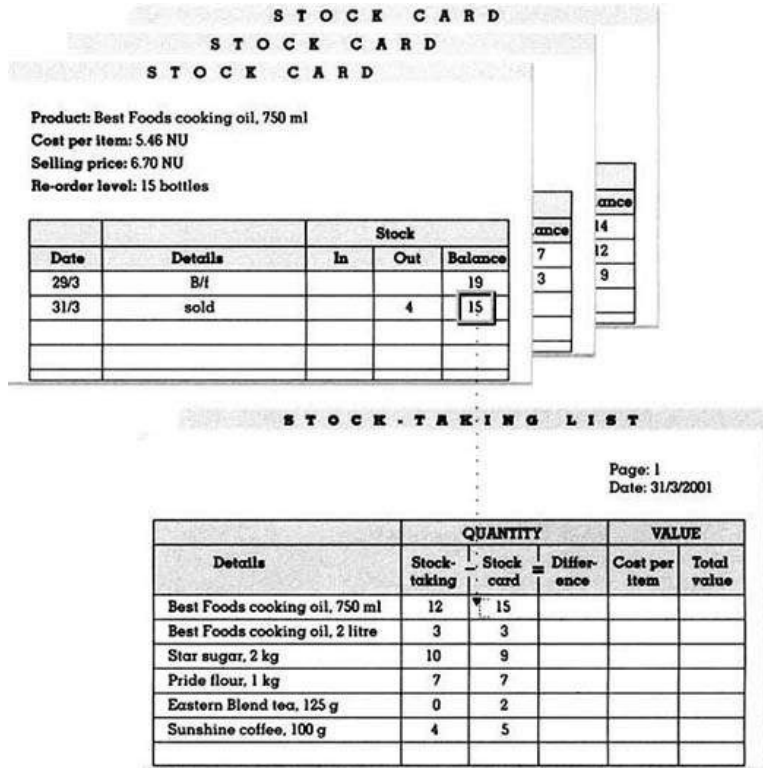 STOCK CARD
STOCK CARD
STOCK CARD
Product: Best Foods cooking oil, 750 ml
Cost per item: 5.46 NU
Selling price: 6.70 NU
Re-order level: 15 bottles
Stock
Date Details In Out Balance
29/3 B/f 19
31/3 sold 4 15
ance
7
3
ance
14
12
9
STOCK-TAKING LIST
Page: 1
Date: 31/3/2001
QUANTITY VALUE
Details Stock-taking – Stock card = Differ-ence Cost per item Total value
Best Foods cooking oil, 750 ml 12 15
Best Foods cooking oil, 2 litre 3 3
Star sugar, 2 kg 10 9
Pride flour, 1 kg 7 7
Eastern Blend tea, 125 g 0 2
Sunshine coffee, 100 g 4 5